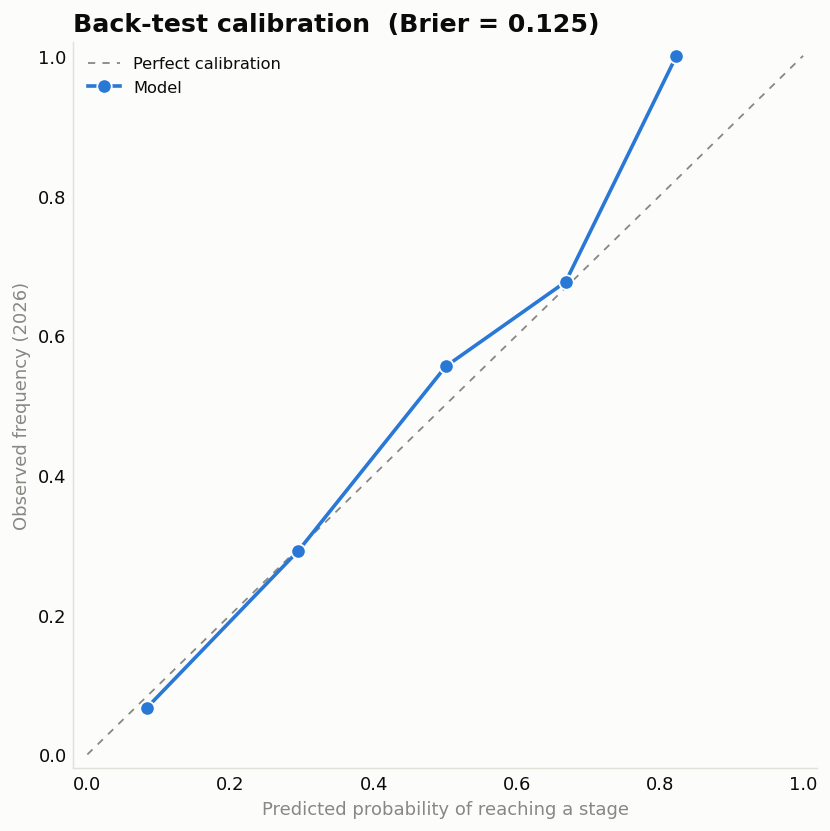 Back-test calibration (Brier = 0.125)
Perfect calibration
Model
1.0
0.8
0.6
0.4
0.2
0.0
Observed frequency (2026)
0.0 0.2 0.4 0.6 0.8 1.0
Predicted probability of reaching a stage